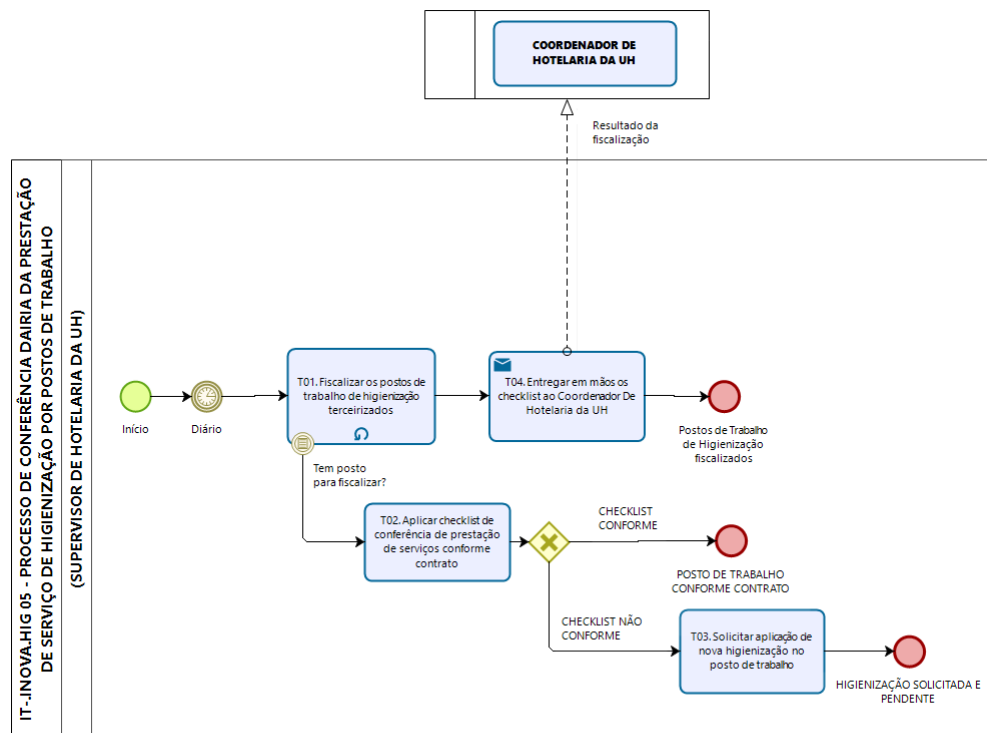 COORDENADOR DE
HOTELARIA DA UH
Resultado da
fiscalização
IT-.INOVA.HIG 05 - PROCESSO DE CONFERÊNCIA DAIRIA DA PRESTAÇÃO
DE SERVIÇO DE HIGIENIZAÇÃO POR POSTOS DE TRABALHO
(SUPERVISOR DE HOTELARIA DA UH)
Início
Diário
T01. Fiscalizar os postos de
trabalho de higienização
terceirizados
T04. Entregar em mãos os
checklist ao Coordenador De
Hotelaria da UH
Postos de Trabalho
de Higienização
fiscalizados
Tem posto
para fiscalizar?
T02. Aplicar checklist de
conferência de prestação
de serviços conforme
contrato
CHECKLIST
CONFORME
POSTO DE TRABALHO
CONFORME CONTRATO
CHECKLIST NÃO
CONFORME
T03. Solicitar aplicação de
nova higienização no
posto de trabalho
HIGIENIZAÇÃO SOLICITADA E
PENDENTE